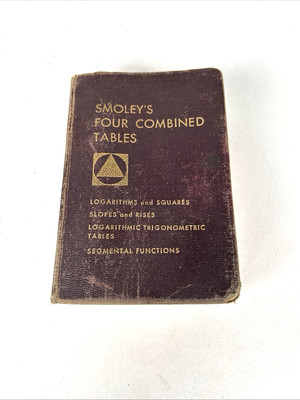 SMOLEY'S
FOUR COMBINED
TABLES
LOGARITHMS and SQUARES
SLOPES and RISES
LOGARITHMIC TRIGONOMETRIC
TABLES
SEGMENTAL FUNCTIONS